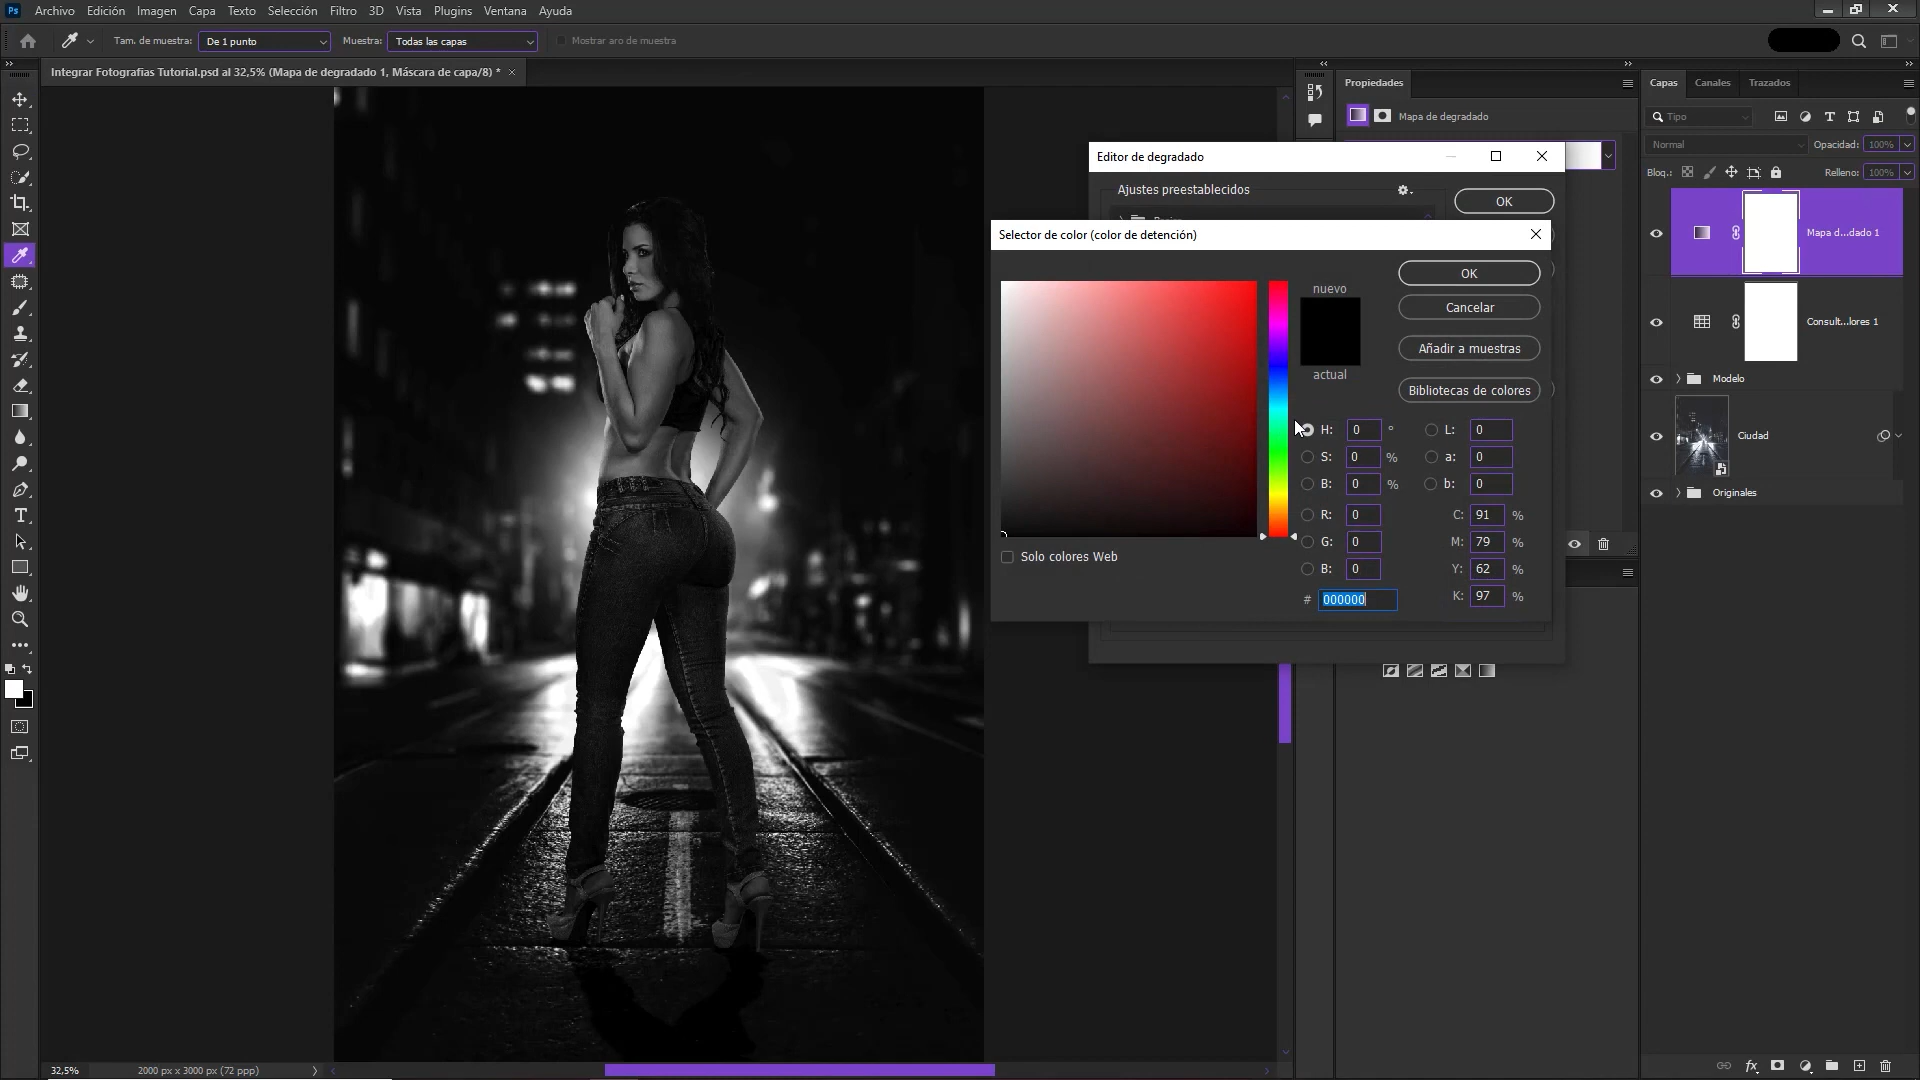 Ps Archivo Edición Imagen Capa Texto Selección Filtro 3D Vista Plugins Ventana Ayuda
Tam. de muestra: De 1 punto Muestra: Todas las capas Mostrar aro de muestra
Integrar Fotografias Tutorial.psd al 32,5% (Mapa de degradado 1, Máscara de capa/8) * ×
Propiedades
Mapa de degradado
Editor de degradado
Ajustes preestablecidos
OK
Selector de color (color de detención)
nuevo
actual
OK
Cancelar
Añadir a muestras
Bibliotecas de colores
H: 0 °
S: 0 %
B: 0 %
R: 0
G: 0
B: 0
# 000000
L: 0
a: 0
b: 0
C: 91 %
M: 79 %
Y: 62 %
K: 97 %
Solo colores Web
Capas Canales Trazados
Tipo
Normal Opacidad: 100%
Bloq.: Relleno: 100%
Mapa d...dado 1
Consult...lores 1
Modelo
Ciudad
Originales
32,5% 2000 px x 3000 px (72 ppp)